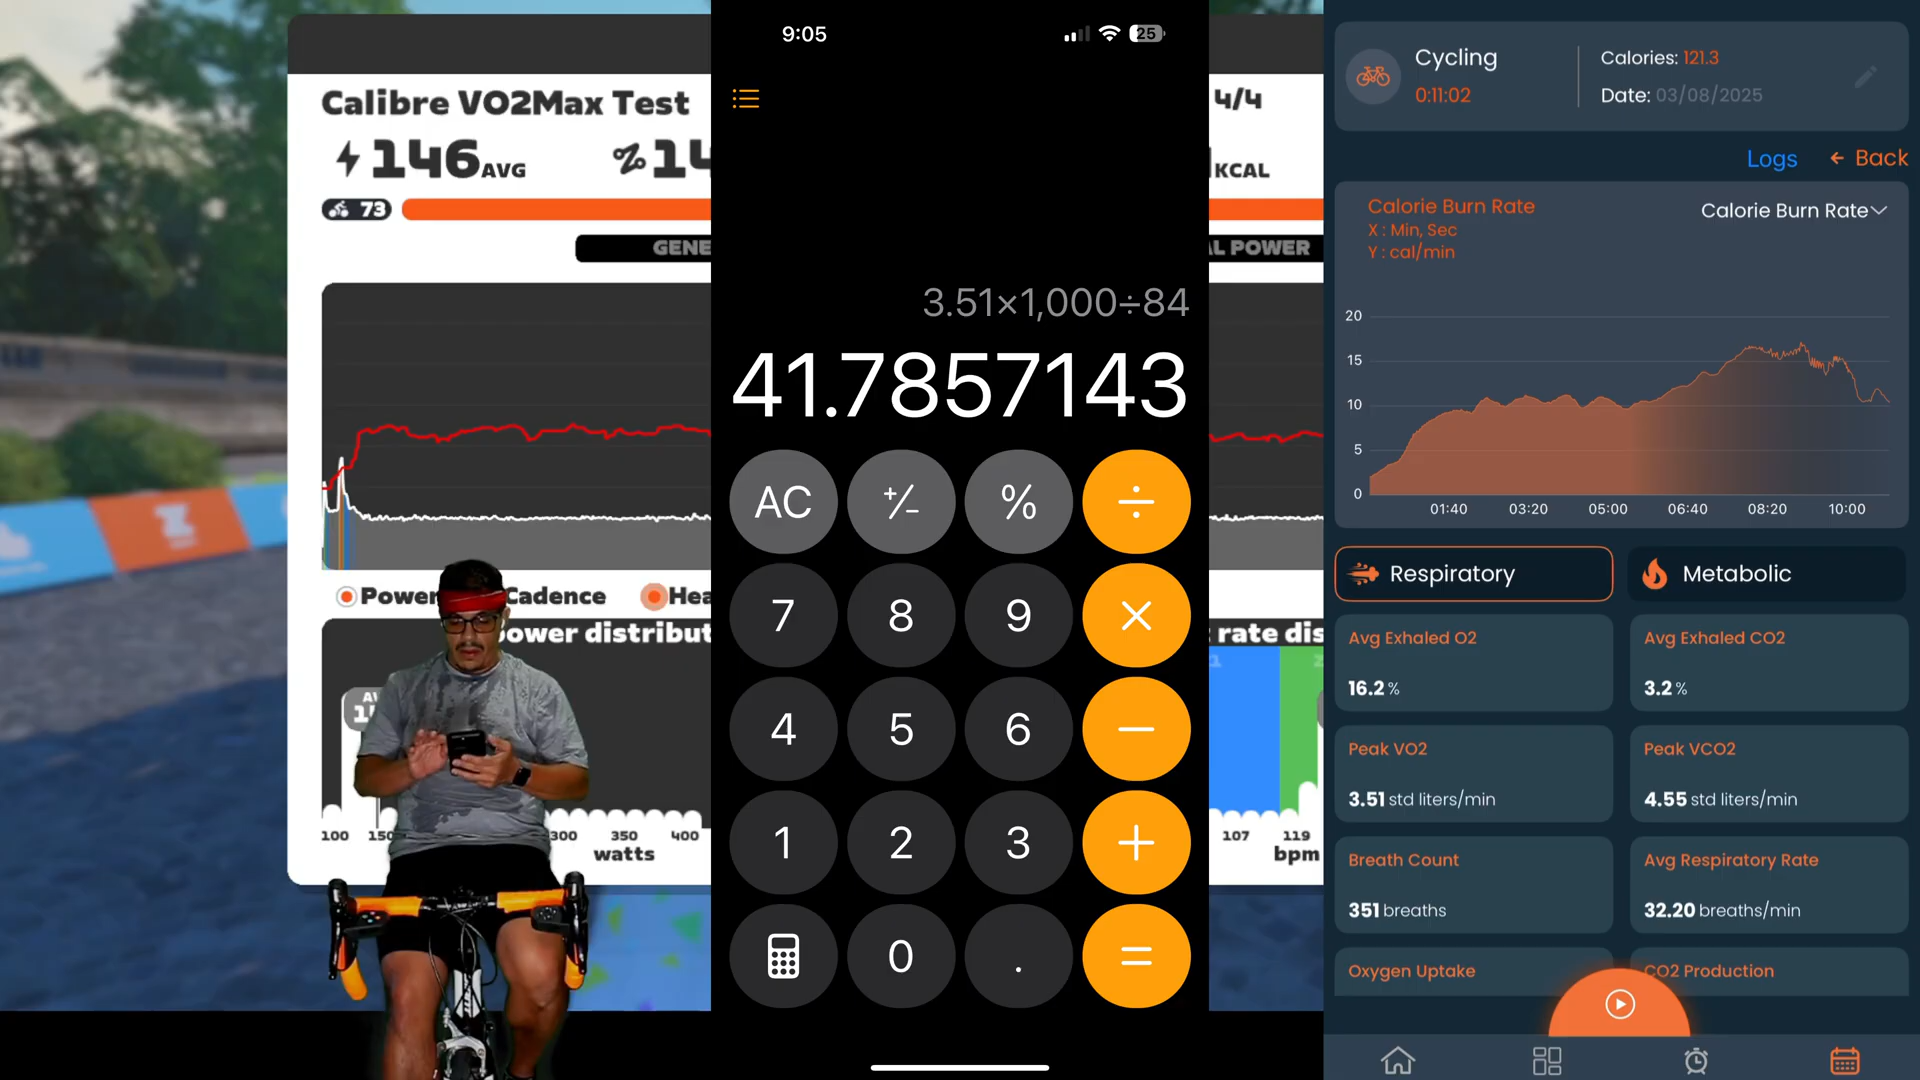 Calibre VO2Max Test
146 AVG
14
73
GENE
Power
Cadence
Hea
power distribut
100
150
300
350
400
watts
9:05
25
3.51×1,000÷84
41.7857143
AC
+/−
%
÷
7
8
9
×
4
5
6
−
1
2
3
+
0
.
=
4/4
KCAL
AL POWER
t rate dis
107
119
bpm
Cycling
0:11:02
Calories: 121.3
Date: 03/08/2025
Logs
← Back
Calorie Burn Rate
X : Min, Sec
Y : cal/min
Calorie Burn Rate
20
15
10
5
0
01:40
03:20
05:00
06:40
08:20
10:00
Respiratory
Metabolic
Avg Exhaled O2
16.2 %
Avg Exhaled CO2
3.2 %
Peak VO2
3.51 std liters/min
Peak VCO2
4.55 std liters/min
Breath Count
351 breaths
Avg Respiratory Rate
32.20 breaths/min
Oxygen Uptake
CO2 Production